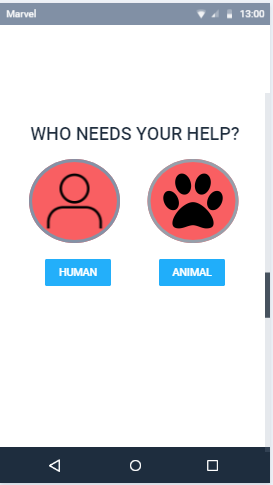 Marvel 13:00
WHO NEEDS YOUR HELP?
HUMAN ANIMAL